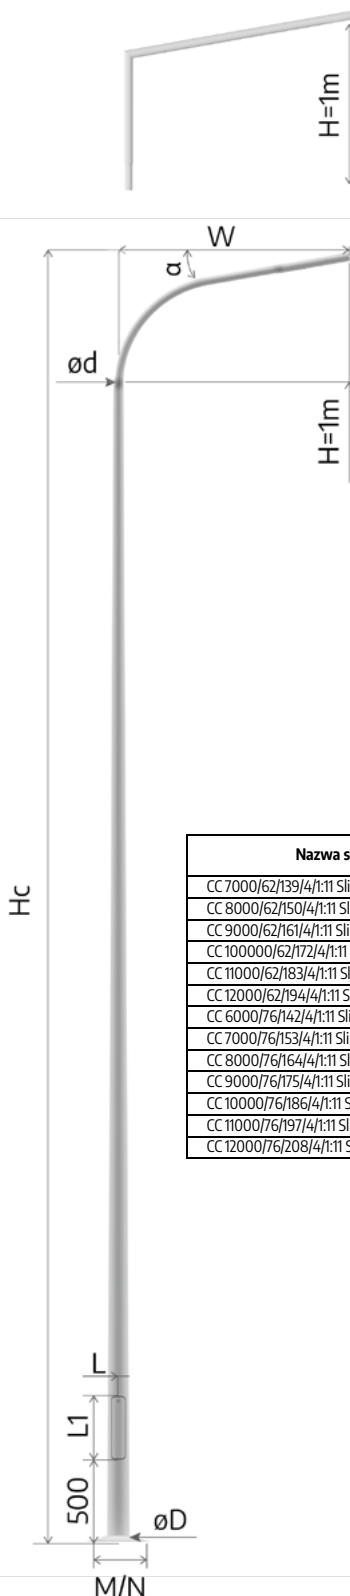 H=1m
W
α
ød
H=1m
Hc
Nazwa s
CC 7000/62/139/4/1:11 Sli
CC 8000/62/150/4/1:11 Sl
CC 9000/62/161/4/1:11 Sli
CC 100000/62/172/4/1:11
CC 11000/62/183/4/1:11 Sl
CC 12000/62/194/4/1:11 S
CC 6000/76/142/4/1:11 Sli
CC 7000/76/153/4/1:11 Sli
CC 8000/76/164/4/1:11 Sl
CC 9000/76/175/4/1:11 Sli
CC 10000/76/186/4/1:11 S
CC 11000/76/197/4/1:11 Sl
CC 12000/76/208/4/1:11 S
L
L1
500
øD
M/N